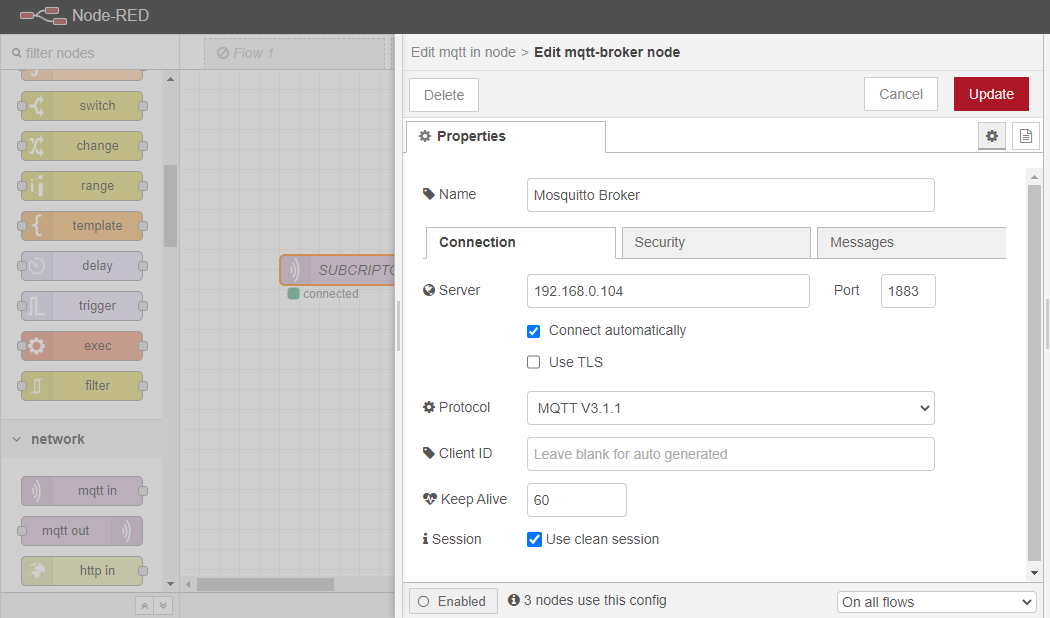 Node-RED
filter nodes
Flow 1
switch
change
range
template
delay
trigger
exec
filter
network
mqtt in
mqtt out
http in
SUBCRIPTO
connected
Edit mqtt in node > Edit mqtt-broker node
Delete
Cancel
Update
Properties
Name
Mosquitto Broker
Connection
Security
Messages
Server
192.168.0.104
Port
1883
Connect automatically
Use TLS
Protocol
MQTT V3.1.1
Client ID
Leave blank for auto generated
Keep Alive
60
Session
Use clean session
Enabled
3 nodes use this config
On all flows